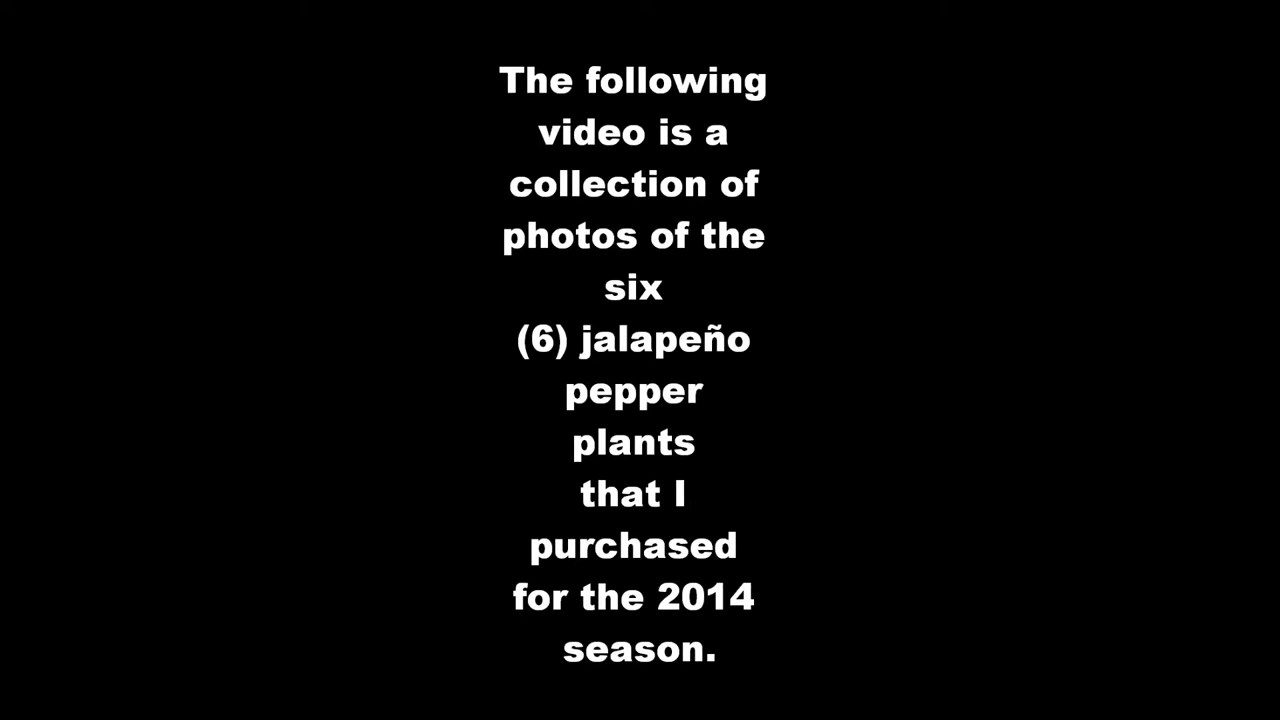 The following
video is a
collection of
photos of the
six
(6) jalapeño
pepper
plants
that I
purchased
for the 2014
season.